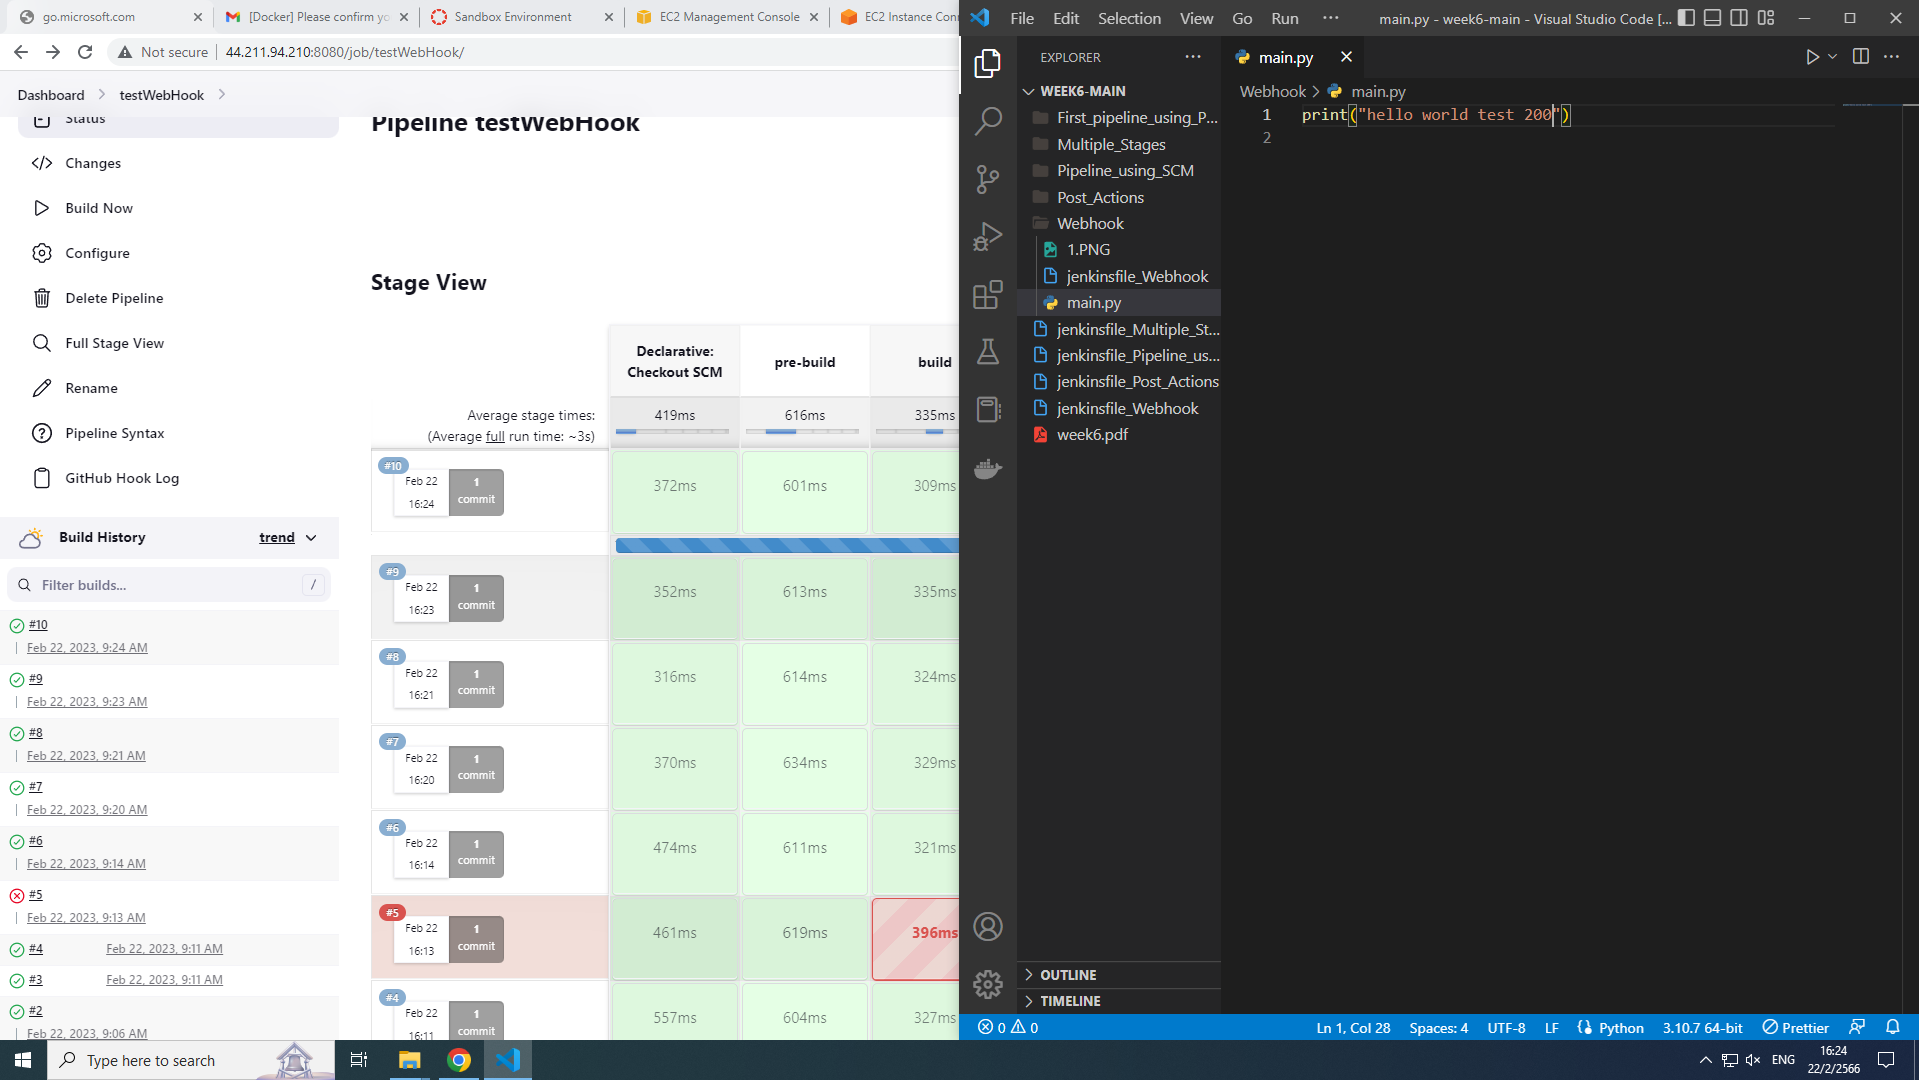 go.microsoft.com
[Docker] Please confirm yo
Sandbox Environment
EC2 Management Console
EC2 Instance Conn
Not secure
44.211.94.210:8080/job/testWebHook/
Dashboard
testWebHook
Status
Changes
Build Now
Configure
Delete Pipeline
Full Stage View
Rename
Pipeline Syntax
GitHub Hook Log
Build History
trend
Filter builds...
/
#10
Feb 22, 2023, 9:24 AM
#9
Feb 22, 2023, 9:23 AM
#8
Feb 22, 2023, 9:21 AM
#7
Feb 22, 2023, 9:20 AM
#6
Feb 22, 2023, 9:14 AM
#5
Feb 22, 2023, 9:13 AM
#4 Feb 22, 2023, 9:11 AM
#3 Feb 22, 2023, 9:11 AM
#2
Feb 22, 2023, 9:06 AM
Pipeline testWebHook
Stage View
Declarative:
Checkout SCM
pre-build
build
Average stage times:
(Average full run time: ~3s)
419ms
616ms
335ms
#10
Feb 22
16:24
1
commit
372ms
601ms
309ms
#9
Feb 22
16:23
1
commit
352ms
613ms
335ms
#8
Feb 22
16:21
1
commit
316ms
614ms
324ms
#7
Feb 22
16:20
1
commit
370ms
634ms
329ms
#6
Feb 22
16:14
1
commit
474ms
611ms
321ms
#5
Feb 22
16:13
1
commit
461ms
619ms
396ms
#4
Feb 22
16:11
1
commit
557ms
604ms
327ms
File Edit Selection View Go Run ...
main.py - week6-main - Visual Studio Code [...
EXPLORER
main.py
WEEK6-MAIN
First_pipeline_using_P...
Multiple_Stages
Pipeline_using_SCM
Post_Actions
Webhook
1.PNG
jenkinsfile_Webhook
main.py
jenkinsfile_Multiple_St...
jenkinsfile_Pipeline_us...
jenkinsfile_Post_Actions
jenkinsfile_Webhook
week6.pdf
OUTLINE
TIMELINE
Webhook > main.py
1 print("hello world test 200")
2
0 0
Ln 1, Col 28
Spaces: 4
UTF-8
LF
Python
3.10.7 64-bit
Prettier
Type here to search
ENG
16:24
22/2/2566